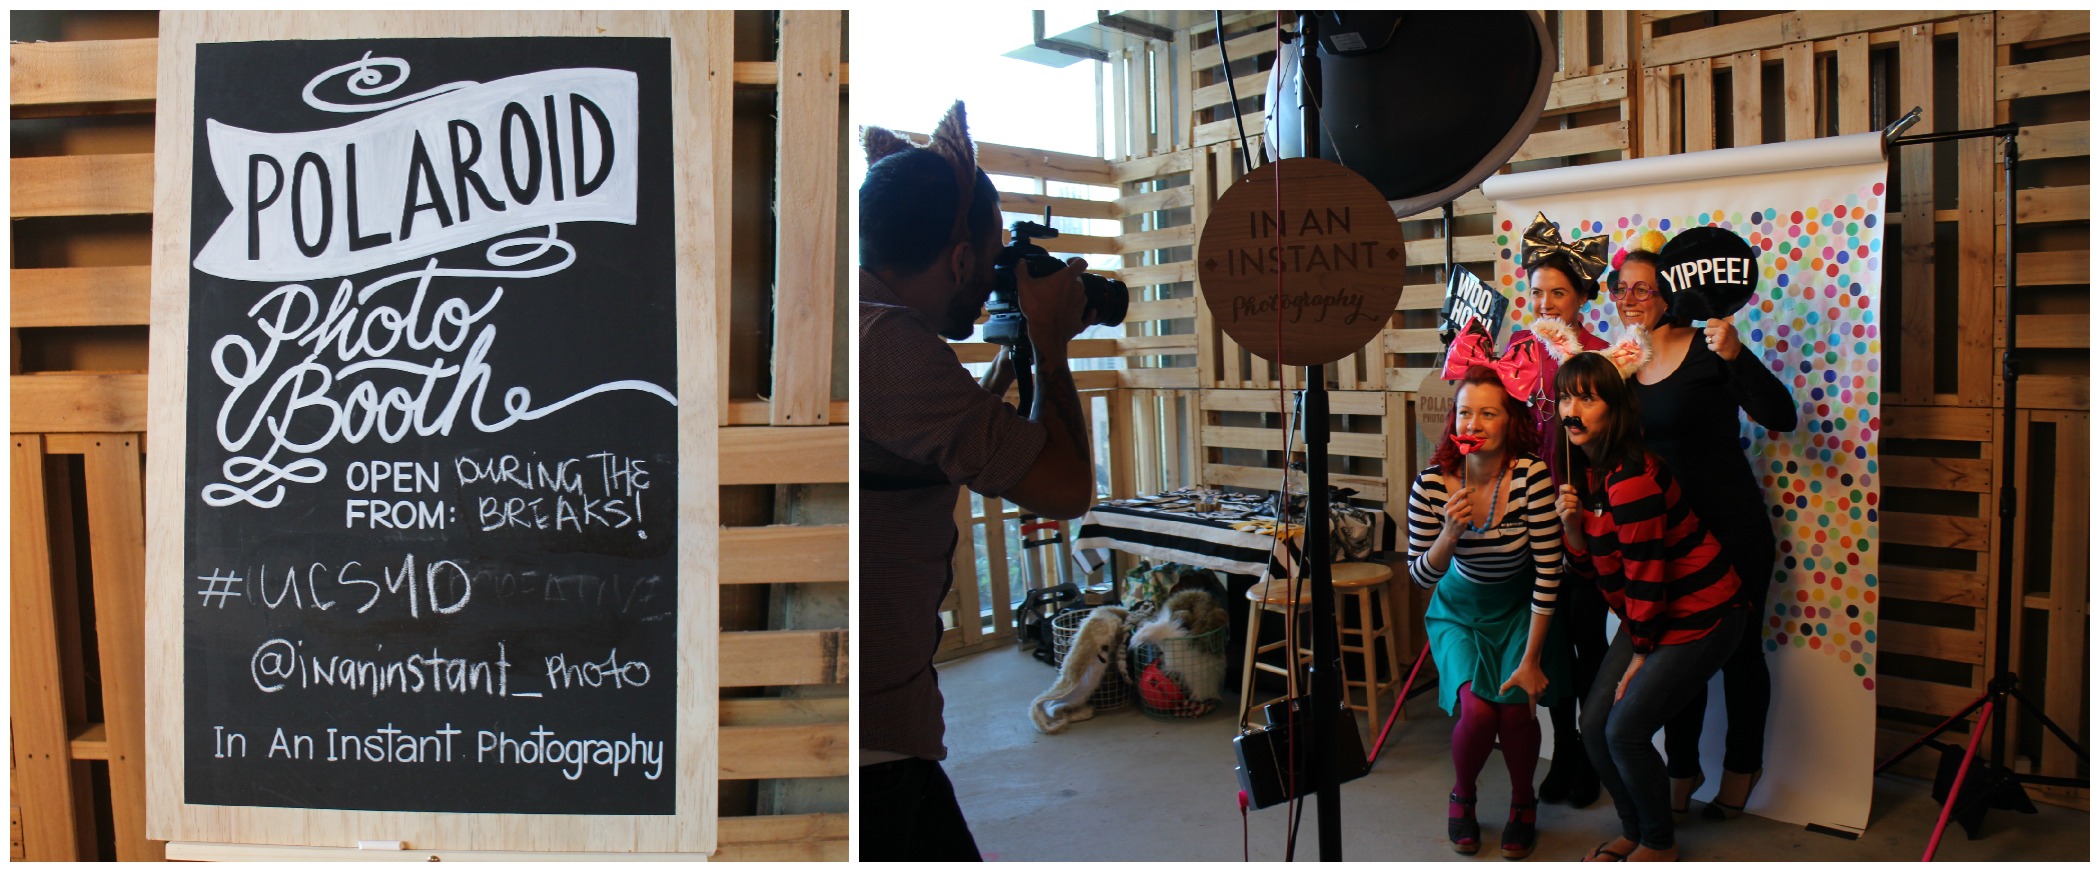 POLAROID
Photo
Booth
OPEN DURING THE
FROM: BREAKS!
#UCSYD
@inaninstant_photo
In An Instant Photography
IN AN
INSTANT
Photography
WOO
YIPPEE!